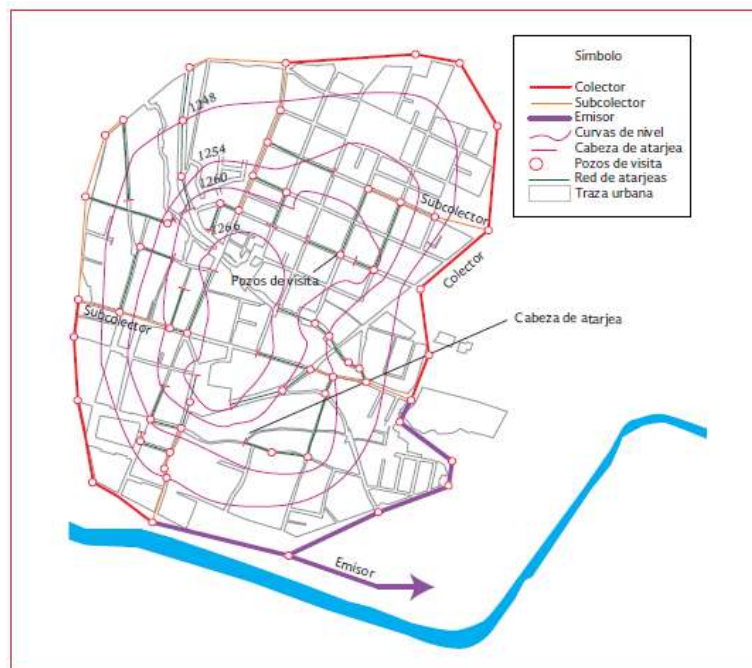 Símbolo
Colector
Subcolector
Emisor
Curvas de nivel
Cabeza de atarjea
Pozos de visita
Red de atarjeas
Traza urbana
1248
1254
1260
1266
Subcolector
Pozos de visita
Colector
Subcolector
Cabeza de atarjea
Emisor